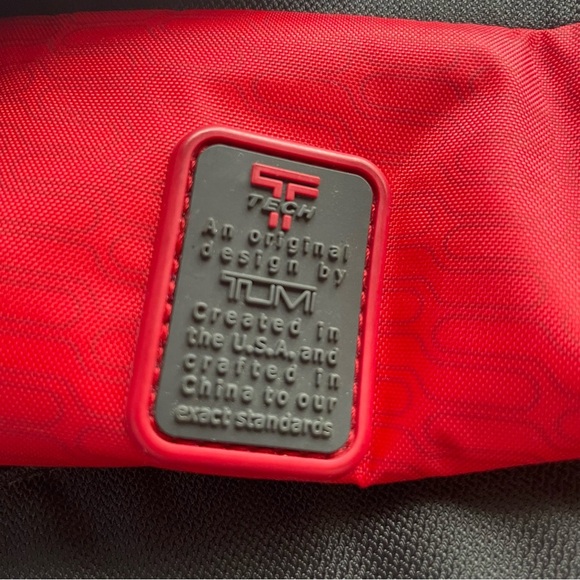 T
TECH
An original
design by
TUMI
Created in
the U.S.A. and
crafted in
China to our
exact standards